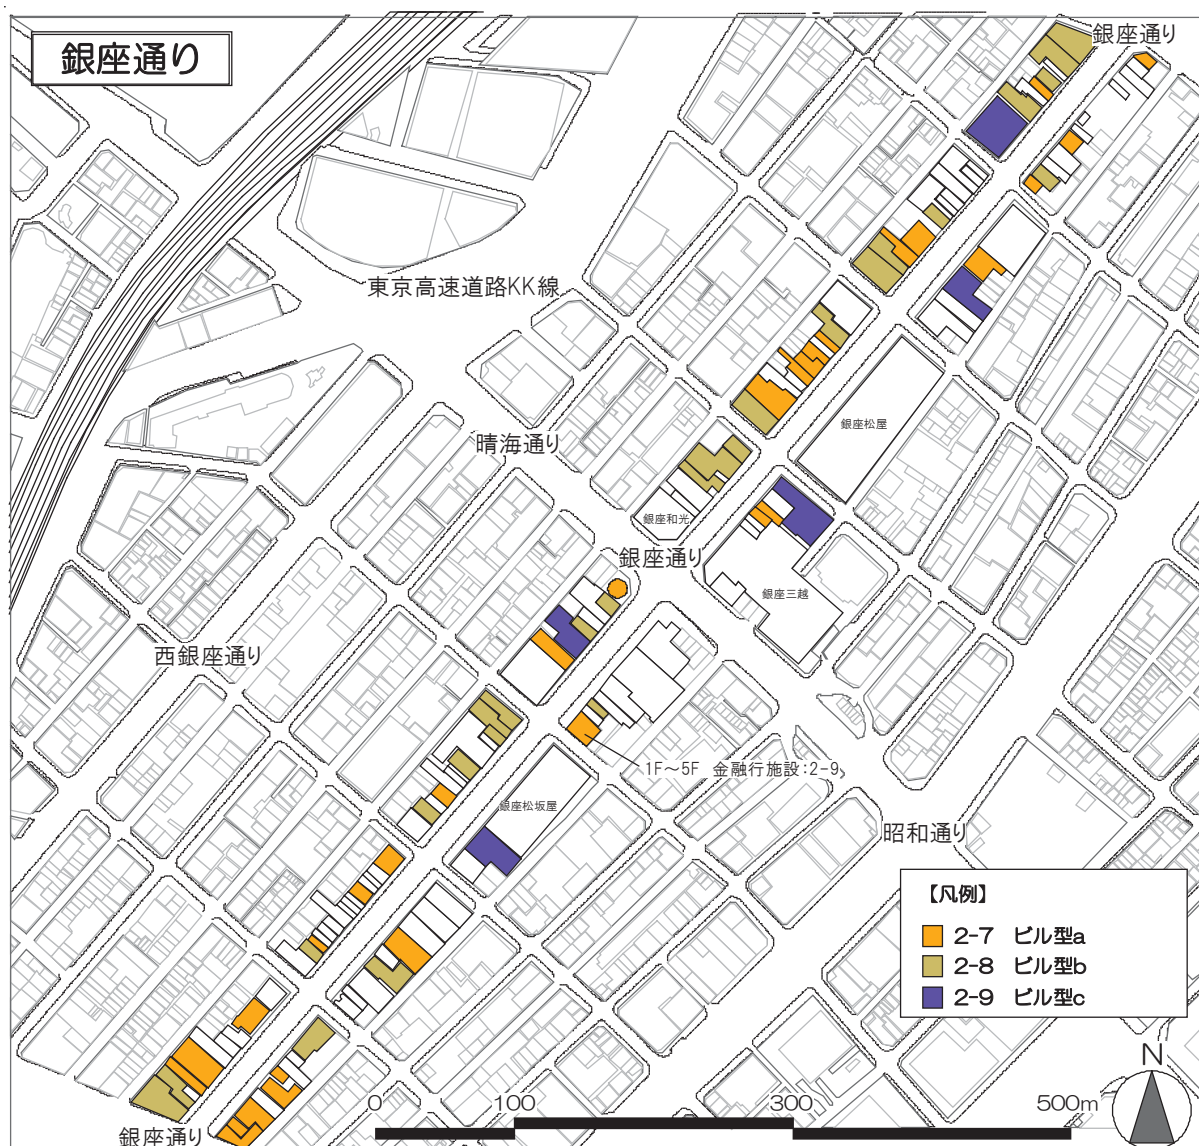 銀座通り
銀座通り
東京高速道路KK線
銀座松屋
晴海通り
銀座和光
銀座通り
銀座三越
西銀座通り
1F～5F 金融行施設：2-9
銀座松坂屋
昭和通り
【凡例】
2-7 ビル型a
2-8 ビル型b
2-9 ビル型c
N
0 100 300 500m
銀座通り